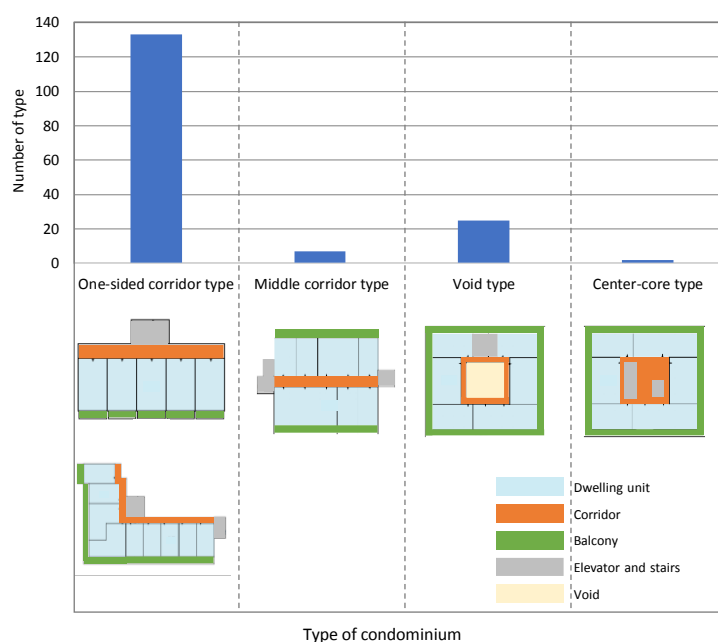 Number of type
140
120
100
80
60
40
20
0
One-sided corridor type
Middle corridor type
Void type
Center-core type
Dwelling unit
Corridor
Balcony
Elevator and stairs
Void
Type of condominium